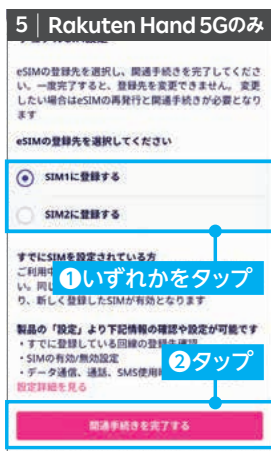 5 | Rakuten Hand 5Gのみ
eSIMの登録先を選択し、開通手続きを完了してくださ
い。一度完了すると、登録先を変更できません。 変更
したい場合はeSIMの再発行と開通手続きが必要となり
ます
eSIMの登録先を選択してください
SIM1に登録する
SIM2に登録する
すでにSIMを設定されている方
ご利用中
❶いずれかをタップ
い。同じ
り、新しく登録したSIMが有効となります
製品の「設定」より下記情報の確認や設定が可能です
・すでに登録している回線の登録先確認
・SIMの有効/無効設定
❷タップ
・データ通信、通話、SMS使用
設定詳細を見る
開通手続きを完了する